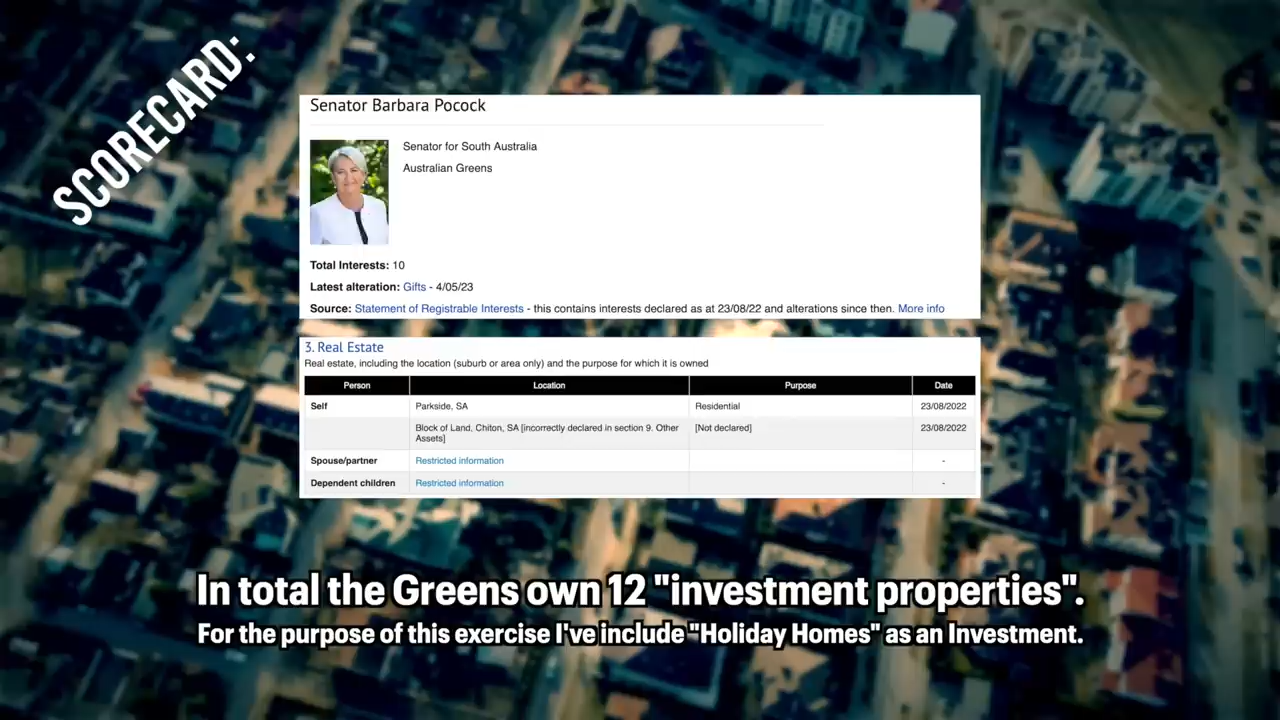 SCORECARD:
Senator Barbara Pocock
Senator for South Australia
Australian Greens
Total Interests: 10
Latest alteration: Gifts - 4/05/23
Source: Statement of Registrable Interests - this contains interests declared as at 23/08/22 and alterations since then. More info
3. Real Estate
Real estate, including the location (suburb or area only) and the purpose for which it is owned
Person Location Purpose Date
Self Parkside, SA Residential 23/08/2022
Block of Land, Chiton, SA [incorrectly declared in section 9. Other [Not declared] 23/08/2022
Assets]
Spouse/partner Restricted information -
Dependent children Restricted information -
In total the Greens own 12 "investment properties".
For the purpose of this exercise I've include "Holiday Homes" as an Investment.